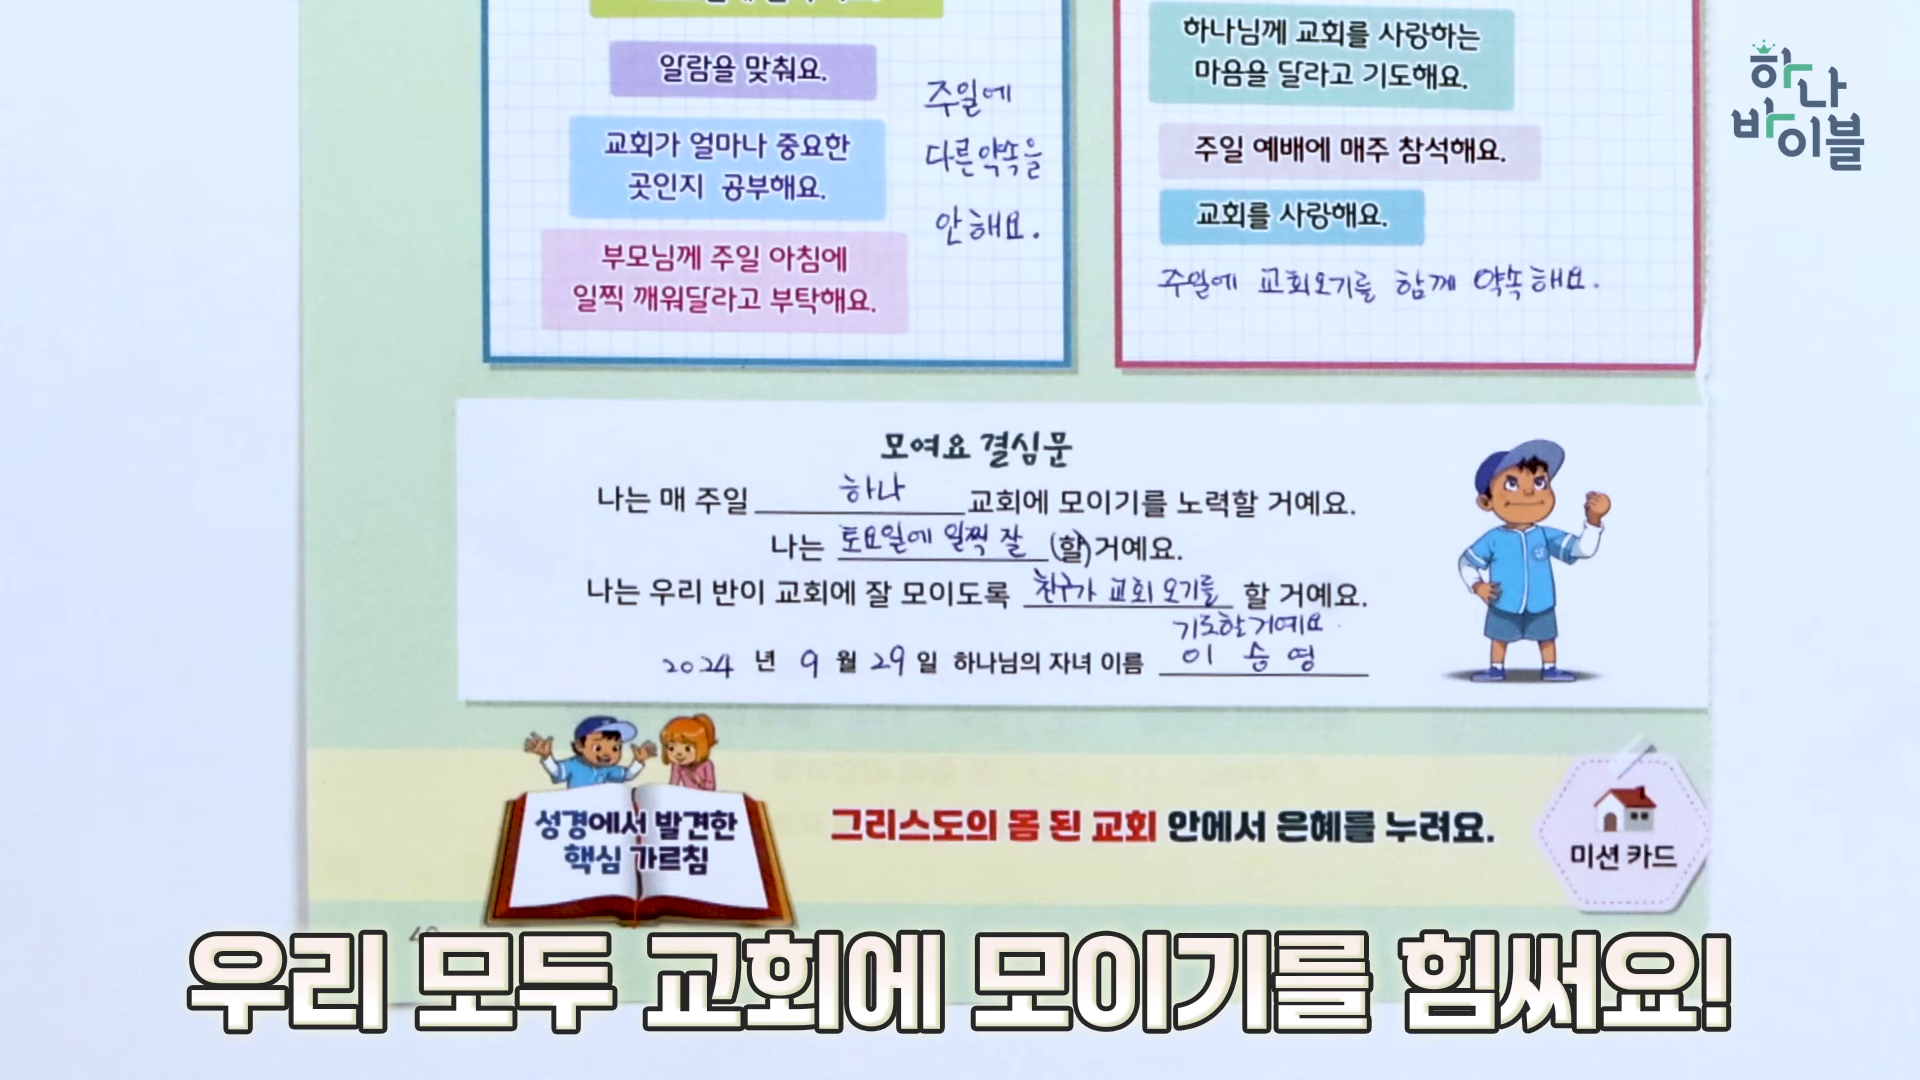 알람을 맞춰요.
교회가 얼마나 중요한
곳인지 공부해요.
부모님께 주일 아침에
일찍 깨워달라고 부탁해요.
주일에
다른약속을
안해요.
하나님께 교회를 사랑하는
마음을 달라고 기도해요.
주일 예배에 매주 참석해요.
교회를 사랑해요.
주일에 교회오기를 함께 약속해요.
하나
바이블
모여요 결심문
나는 매 주일 하나 교회에 모이기를 노력할 거예요.
나는 토요일에 일찍 잘 (할)거예요.
나는 우리 반이 교회에 잘 모이도록 친구가 교회 오기를 할 거예요.
기도할거예요.
2024 년 9 월 29 일 하나님의 자녀 이름 이 승 영
성경에서 발견한
핵심 가르침
그리스도의 몸 된 교회 안에서 은혜를 누려요.
미션 카드
우리 모두 교회에 모이기를 힘써요!